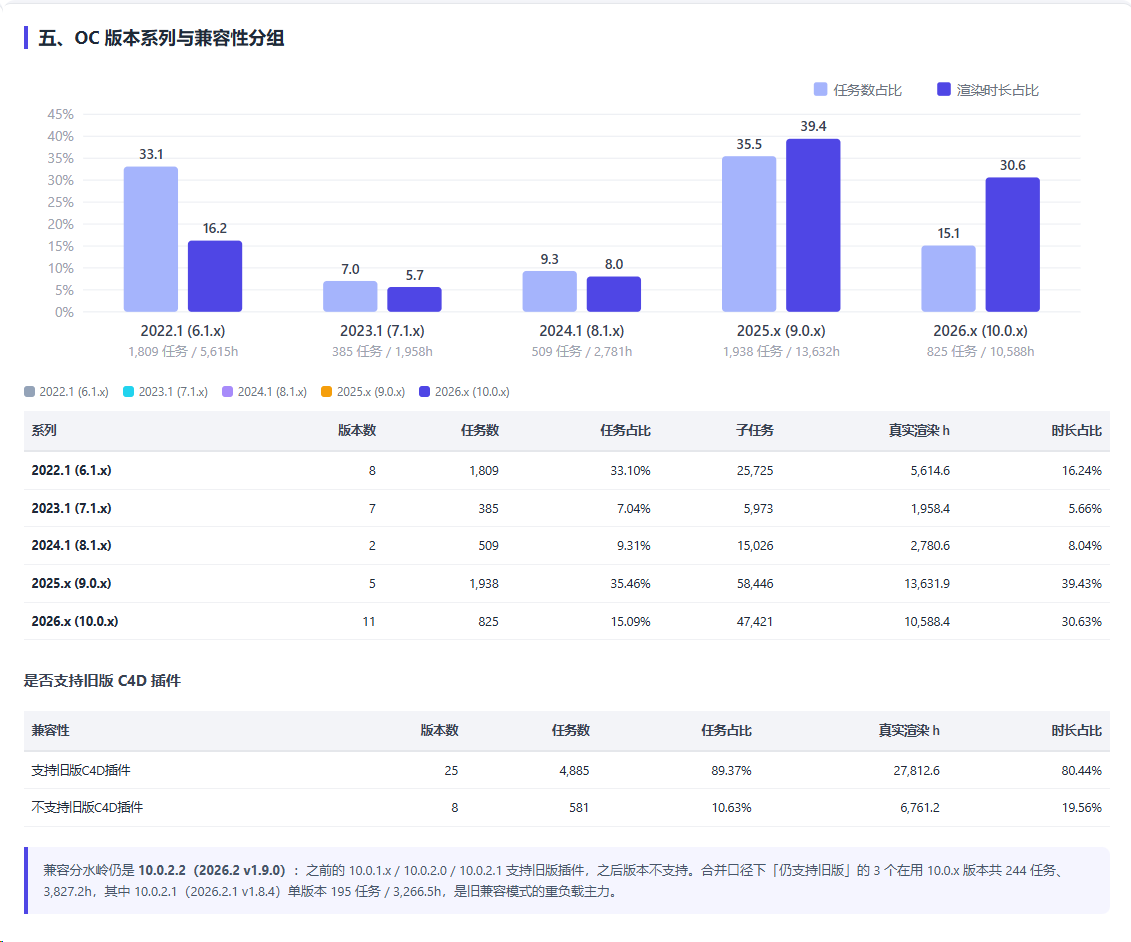 五、OC 版本系列与兼容性分组
任务数占比 渲染时长占比
45%
40%
35%
30%
25%
20%
15%
10%
5%
0%
33.1 16.2 7.0 5.7 9.3 8.0 35.5 39.4 15.1 30.6
2022.1 (6.1.x) 2023.1 (7.1.x) 2024.1 (8.1.x) 2025.x (9.0.x) 2026.x (10.0.x)
1,809 任务 / 5,615h 385 任务 / 1,958h 509 任务 / 2,781h 1,938 任务 / 13,632h 825 任务 / 10,588h
2022.1 (6.1.x) 2023.1 (7.1.x) 2024.1 (8.1.x) 2025.x (9.0.x) 2026.x (10.0.x)
系列 版本数 任务数 任务占比 子任务 真实渲染 h 时长占比
2022.1 (6.1.x) 8 1,809 33.10% 25,725 5,614.6 16.24%
2023.1 (7.1.x) 7 385 7.04% 5,973 1,958.4 5.66%
2024.1 (8.1.x) 2 509 9.31% 15,026 2,780.6 8.04%
2025.x (9.0.x) 5 1,938 35.46% 58,446 13,631.9 39.43%
2026.x (10.0.x) 11 825 15.09% 47,421 10,588.4 30.63%
是否支持旧版 C4D 插件
兼容性 版本数 任务数 任务占比 真实渲染 h 时长占比
支持旧版C4D插件 25 4,885 89.37% 27,812.6 80.44%
不支持旧版C4D插件 8 581 10.63% 6,761.2 19.56%
兼容分水岭仍是 10.0.2.2（2026.2 v1.9.0）：之前的 10.0.1.x / 10.0.2.0 / 10.0.2.1 支持旧版插件，之后版本不支持。合并口径下「仍支持旧版」的 3 个在用 10.0.x 版本共 244 任务、
3,827.2h，其中 10.0.2.1（2026.2.1 v1.8.4）单版本 195 任务 / 3,266.5h，是旧兼容模式的重负载主力。